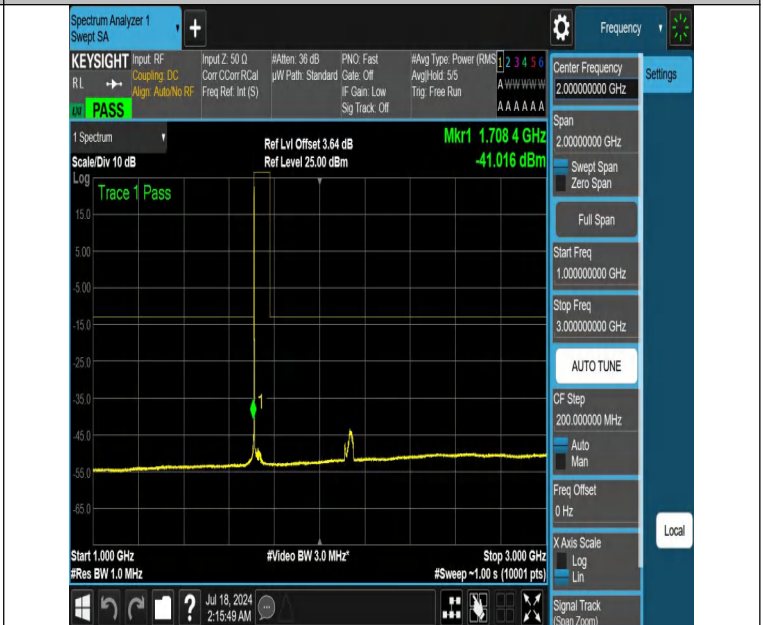 Spectrum Analyzer 1
Swept SA
+
Frequency
KEYSIGHT
RL
PASS
Input: RF
Coupling: DC
Align: Auto/No RF
Input Z: 50 Ω
Corr CCorr RCal
Freq Ref: Int (S)
#Atten: 36 dB
µW Path: Standard
PNO: Fast
Gate: Off
IF Gain: Low
Sig Track: Off
#Avg Type: Power (RMS
Avg|Hold: 5/5
Trig: Free Run
1 2 3 4 5 6
A W W W W W
A A A A A A
Center Frequency
2.000000000 GHz
Settings
Span
2.00000000 GHz
Swept Span
Zero Span
Full Span
Start Freq
1.000000000 GHz
Stop Freq
3.000000000 GHz
AUTO TUNE
CF Step
200.000000 MHz
Auto
Man
Freq Offset
0 Hz
X Axis Scale
Log
Lin
Signal Track
(Span Zoom)
Local
1 Spectrum
Scale/Div 10 dB
Ref Lvl Offset 3.64 dB
Ref Level 25.00 dBm
Mkr1 1.708 4 GHz
-41.016 dBm
Log
Trace 1 Pass
15.0
5.00
-5.00
-15.0
-25.0
-35.0
-45.0
-55.0
-65.0
1
Start 1.000 GHz
#Res BW 1.0 MHz
#Video BW 3.0 MHz*
Stop 3.000 GHz
#Sweep ~1.00 s (10001 pts)
?
Jul 18, 2024
2:15:49 AM